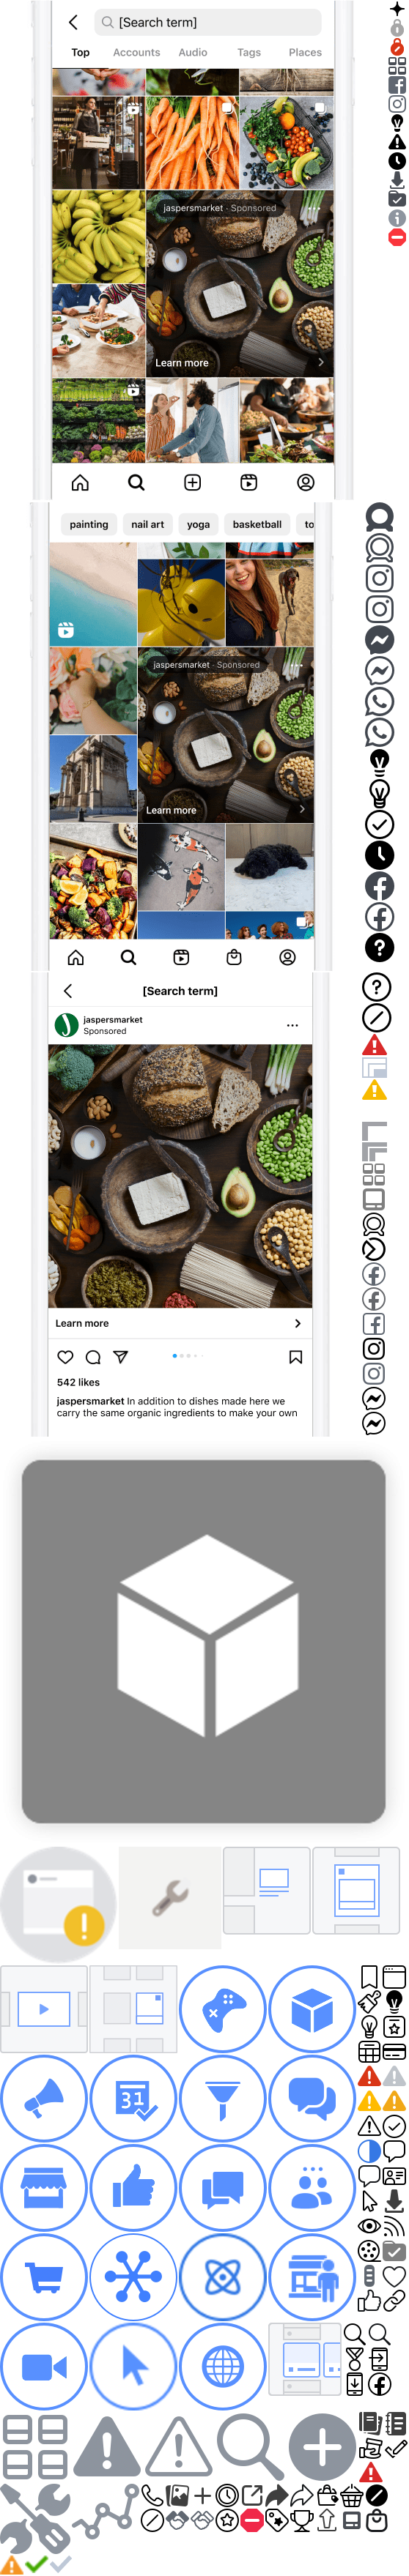 [Search term]
Top Accounts Audio Tags Places
jaspersmarket · Sponsored
Learn more
painting nail art yoga basketball to
jaspersmarket · Sponsored
Learn more
[Search term]
jaspersmarket
Sponsored
Learn more
542 likes
jaspersmarket In addition to dishes made here we
carry the same organic ingredients to make your own
31